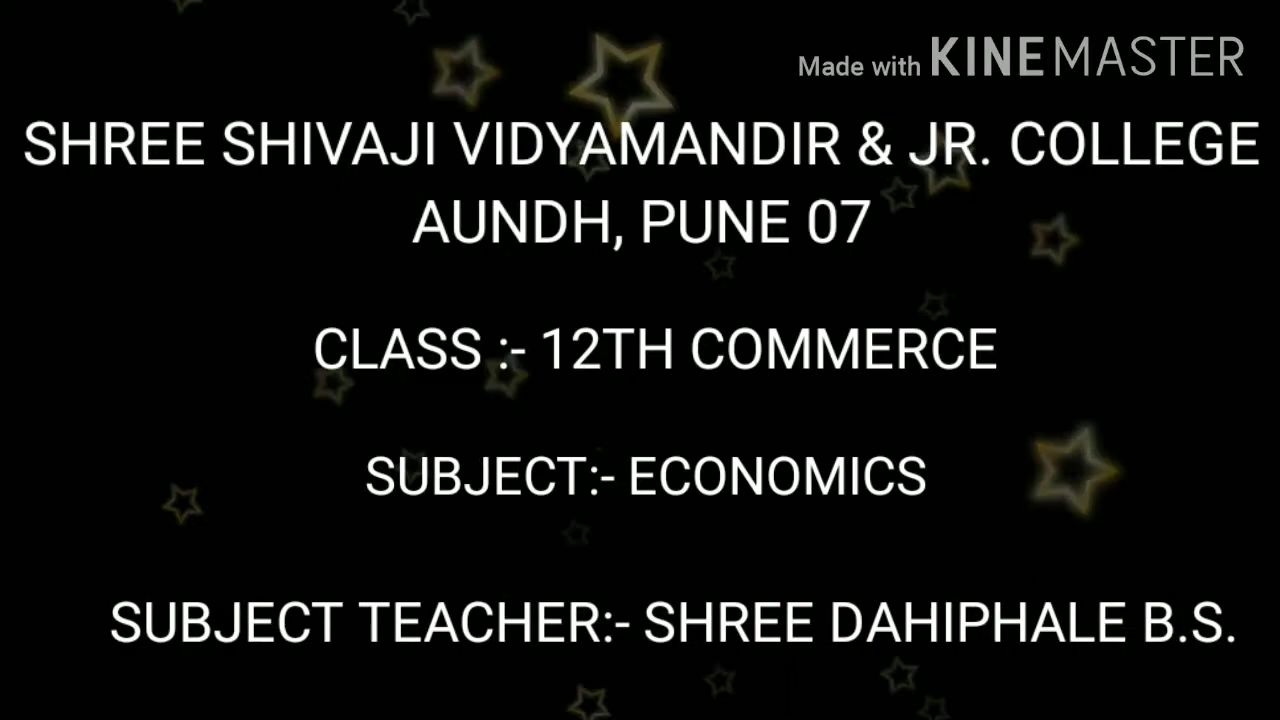 Made with KINEMASTER
SHREE SHIVAJI VIDYAMANDIR & JR. COLLEGE
AUNDH, PUNE 07
CLASS :- 12TH COMMERCE
SUBJECT:- ECONOMICS
SUBJECT TEACHER:- SHREE DAHIPHALE B.S.